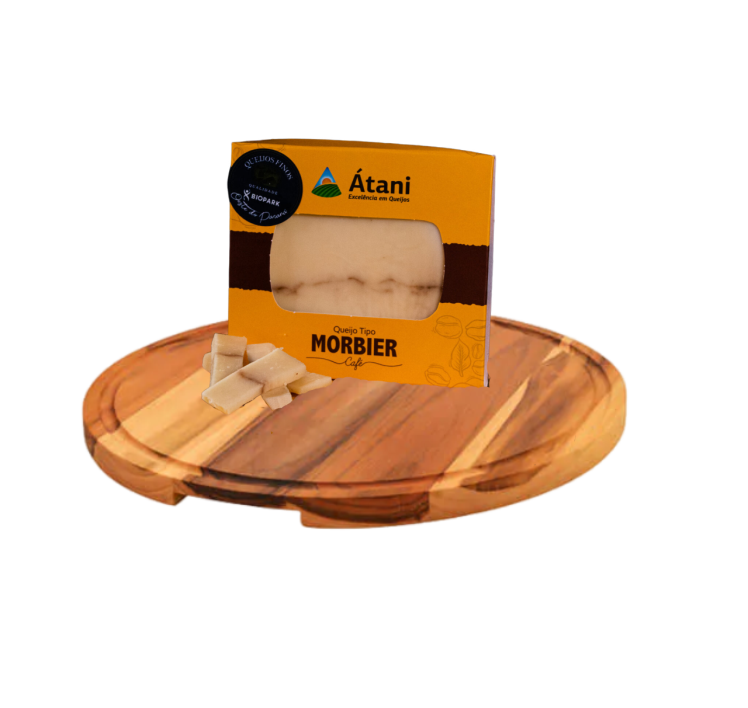 QUEIJOS FINOS
QUALIDADE
BIOPARK
Oeste do Paraná
Átani
Excelência em Queijos
Queijo Tipo
MORBIER
Café